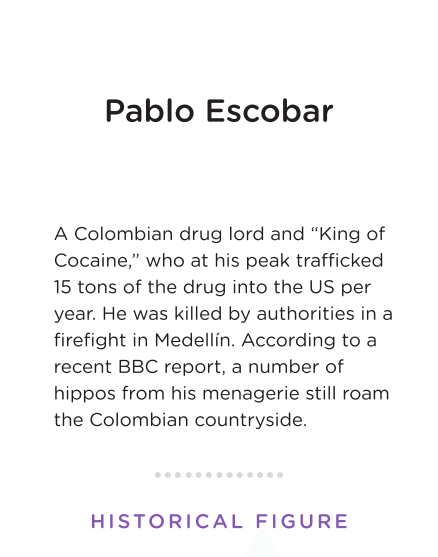 Pablo Escobar
A Colombian drug lord and “King of
Cocaine,” who at his peak trafficked
15 tons of the drug into the US per
year. He was killed by authorities in a
firefight in Medellín. According to a
recent BBC report, a number of
hippos from his menagerie still roam
the Colombian countryside.
HISTORICAL FIGURE